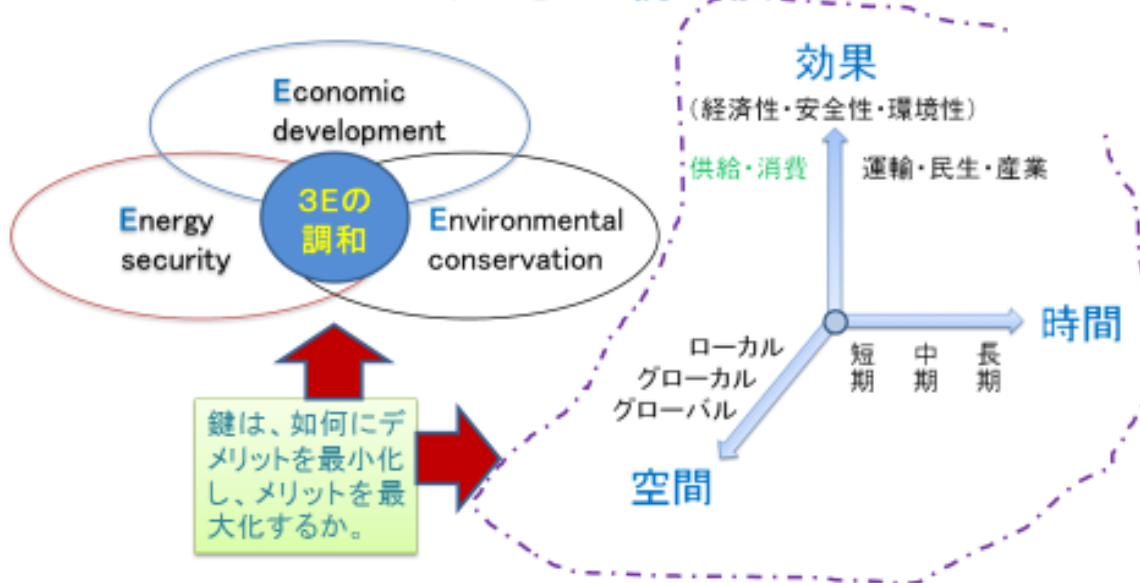 Economic
development
Energy
security
3Eの
調和
Environmental
conservation
鍵は、如何にデ
メリットを最小化
し、メリットを最
大化するか。
効果
(経済性・安全性・環境性)
供給・消費
運輸・民生・産業
時間
短期
中期
長期
ローカル
グローカル
グローバル
空間